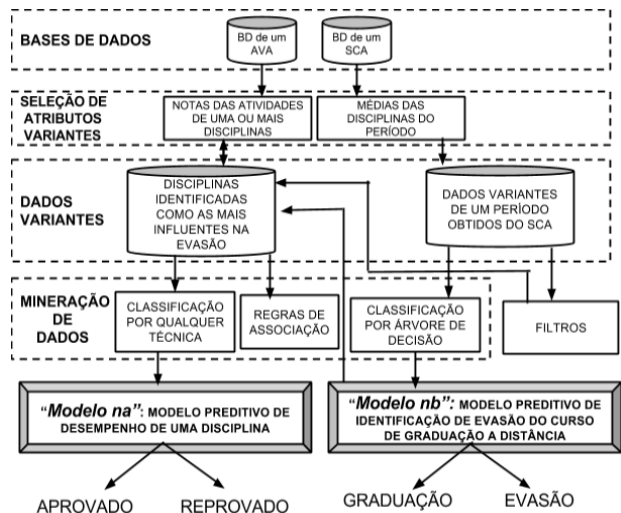 BASES DE DADOS
BD de um
AVA
BD de um
SCA
SELEÇÃO DE
ATRIBUTOS
VARIANTES
NOTAS DAS ATIVIDADES
DE UMA OU MAIS
DISCIPLINAS
MÉDIAS DAS
DISCIPLINAS DO
PERÍODO
DADOS
VARIANTES
DISCIPLINAS
IDENTIFICADAS
COMO AS MAIS
INFLUENTES NA
EVASÃO
DADOS VARIANTES
DE UM PERÍODO
OBTIDOS DO SCA
MINERAÇÃO
DE
DADOS
CLASSIFICAÇÃO
POR QUALQUER
TÉCNICA
REGRAS DE
ASSOCIAÇÃO
CLASSIFICAÇÃO
POR ÁRVORE DE
DECISÃO
FILTROS
“Modelo na”: MODELO PREDITIVO DE
DESEMPENHO DE UMA DISCIPLINA
“Modelo nb”: MODELO PREDITIVO DE
IDENTIFICAÇÃO DE EVASÃO DO CURSO
DE GRADUAÇÃO A DISTÂNCIA
APROVADO
REPROVADO
GRADUAÇÃO
EVASÃO